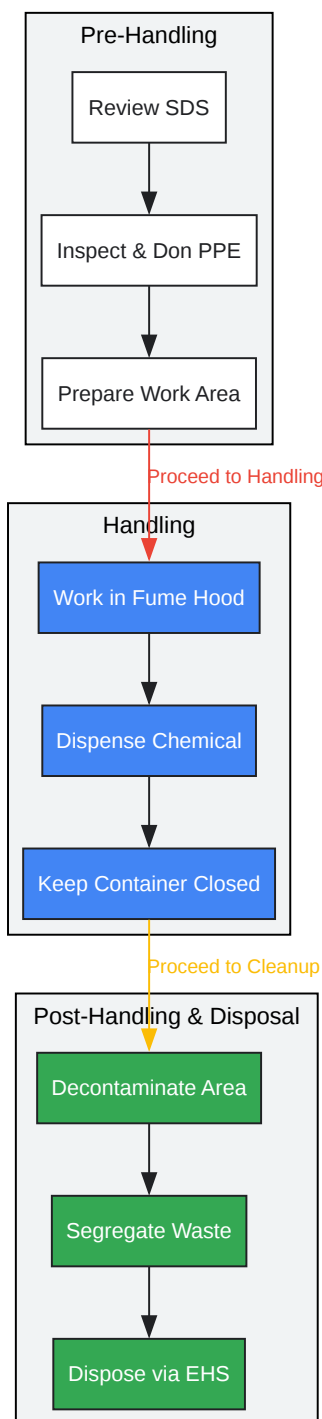 Pre-Handling
Review SDS
Inspect & Don PPE
Prepare Work Area
Proceed to Handling
Handling
Work in Fume Hood
Dispense Chemical
Keep Container Closed
Proceed to Cleanup
Post-Handling & Disposal
Decontaminate Area
Segregate Waste
Dispose via EHS